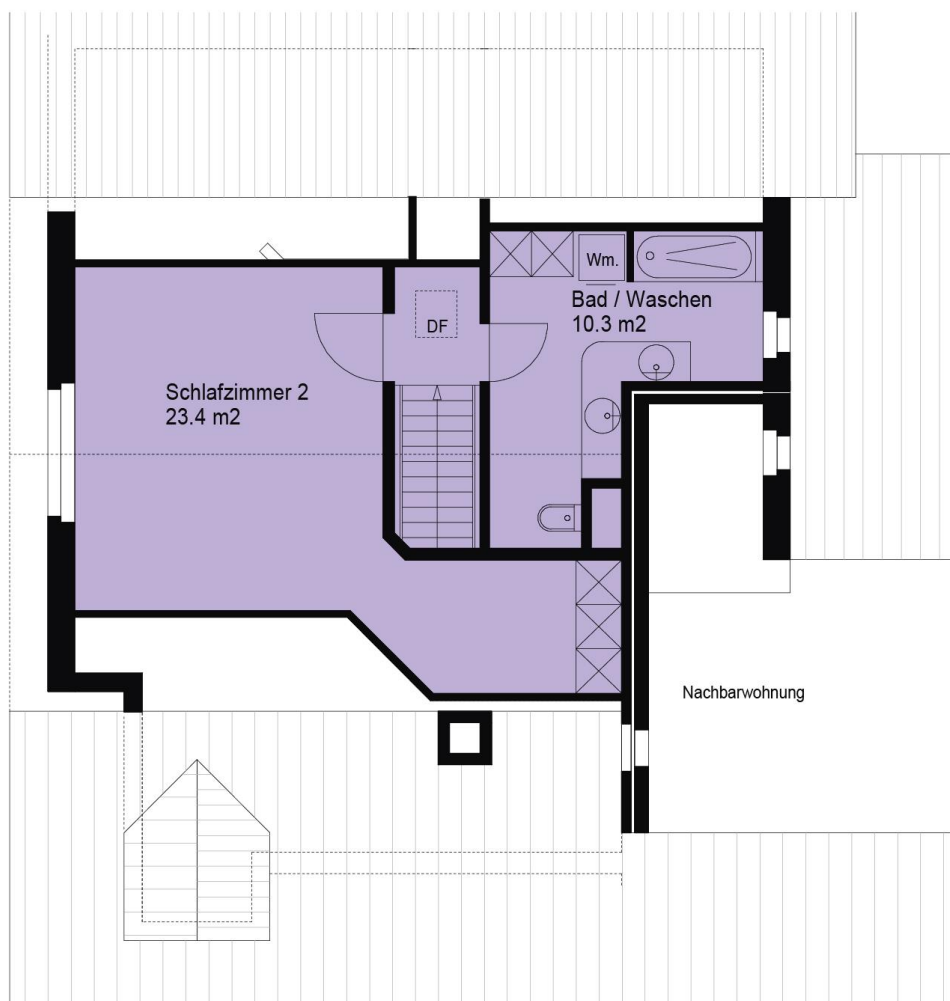 Wm.
Bad / Waschen
10.3 m2
DF
Schlafzimmer 2
23.4 m2
Nachbarwohnung